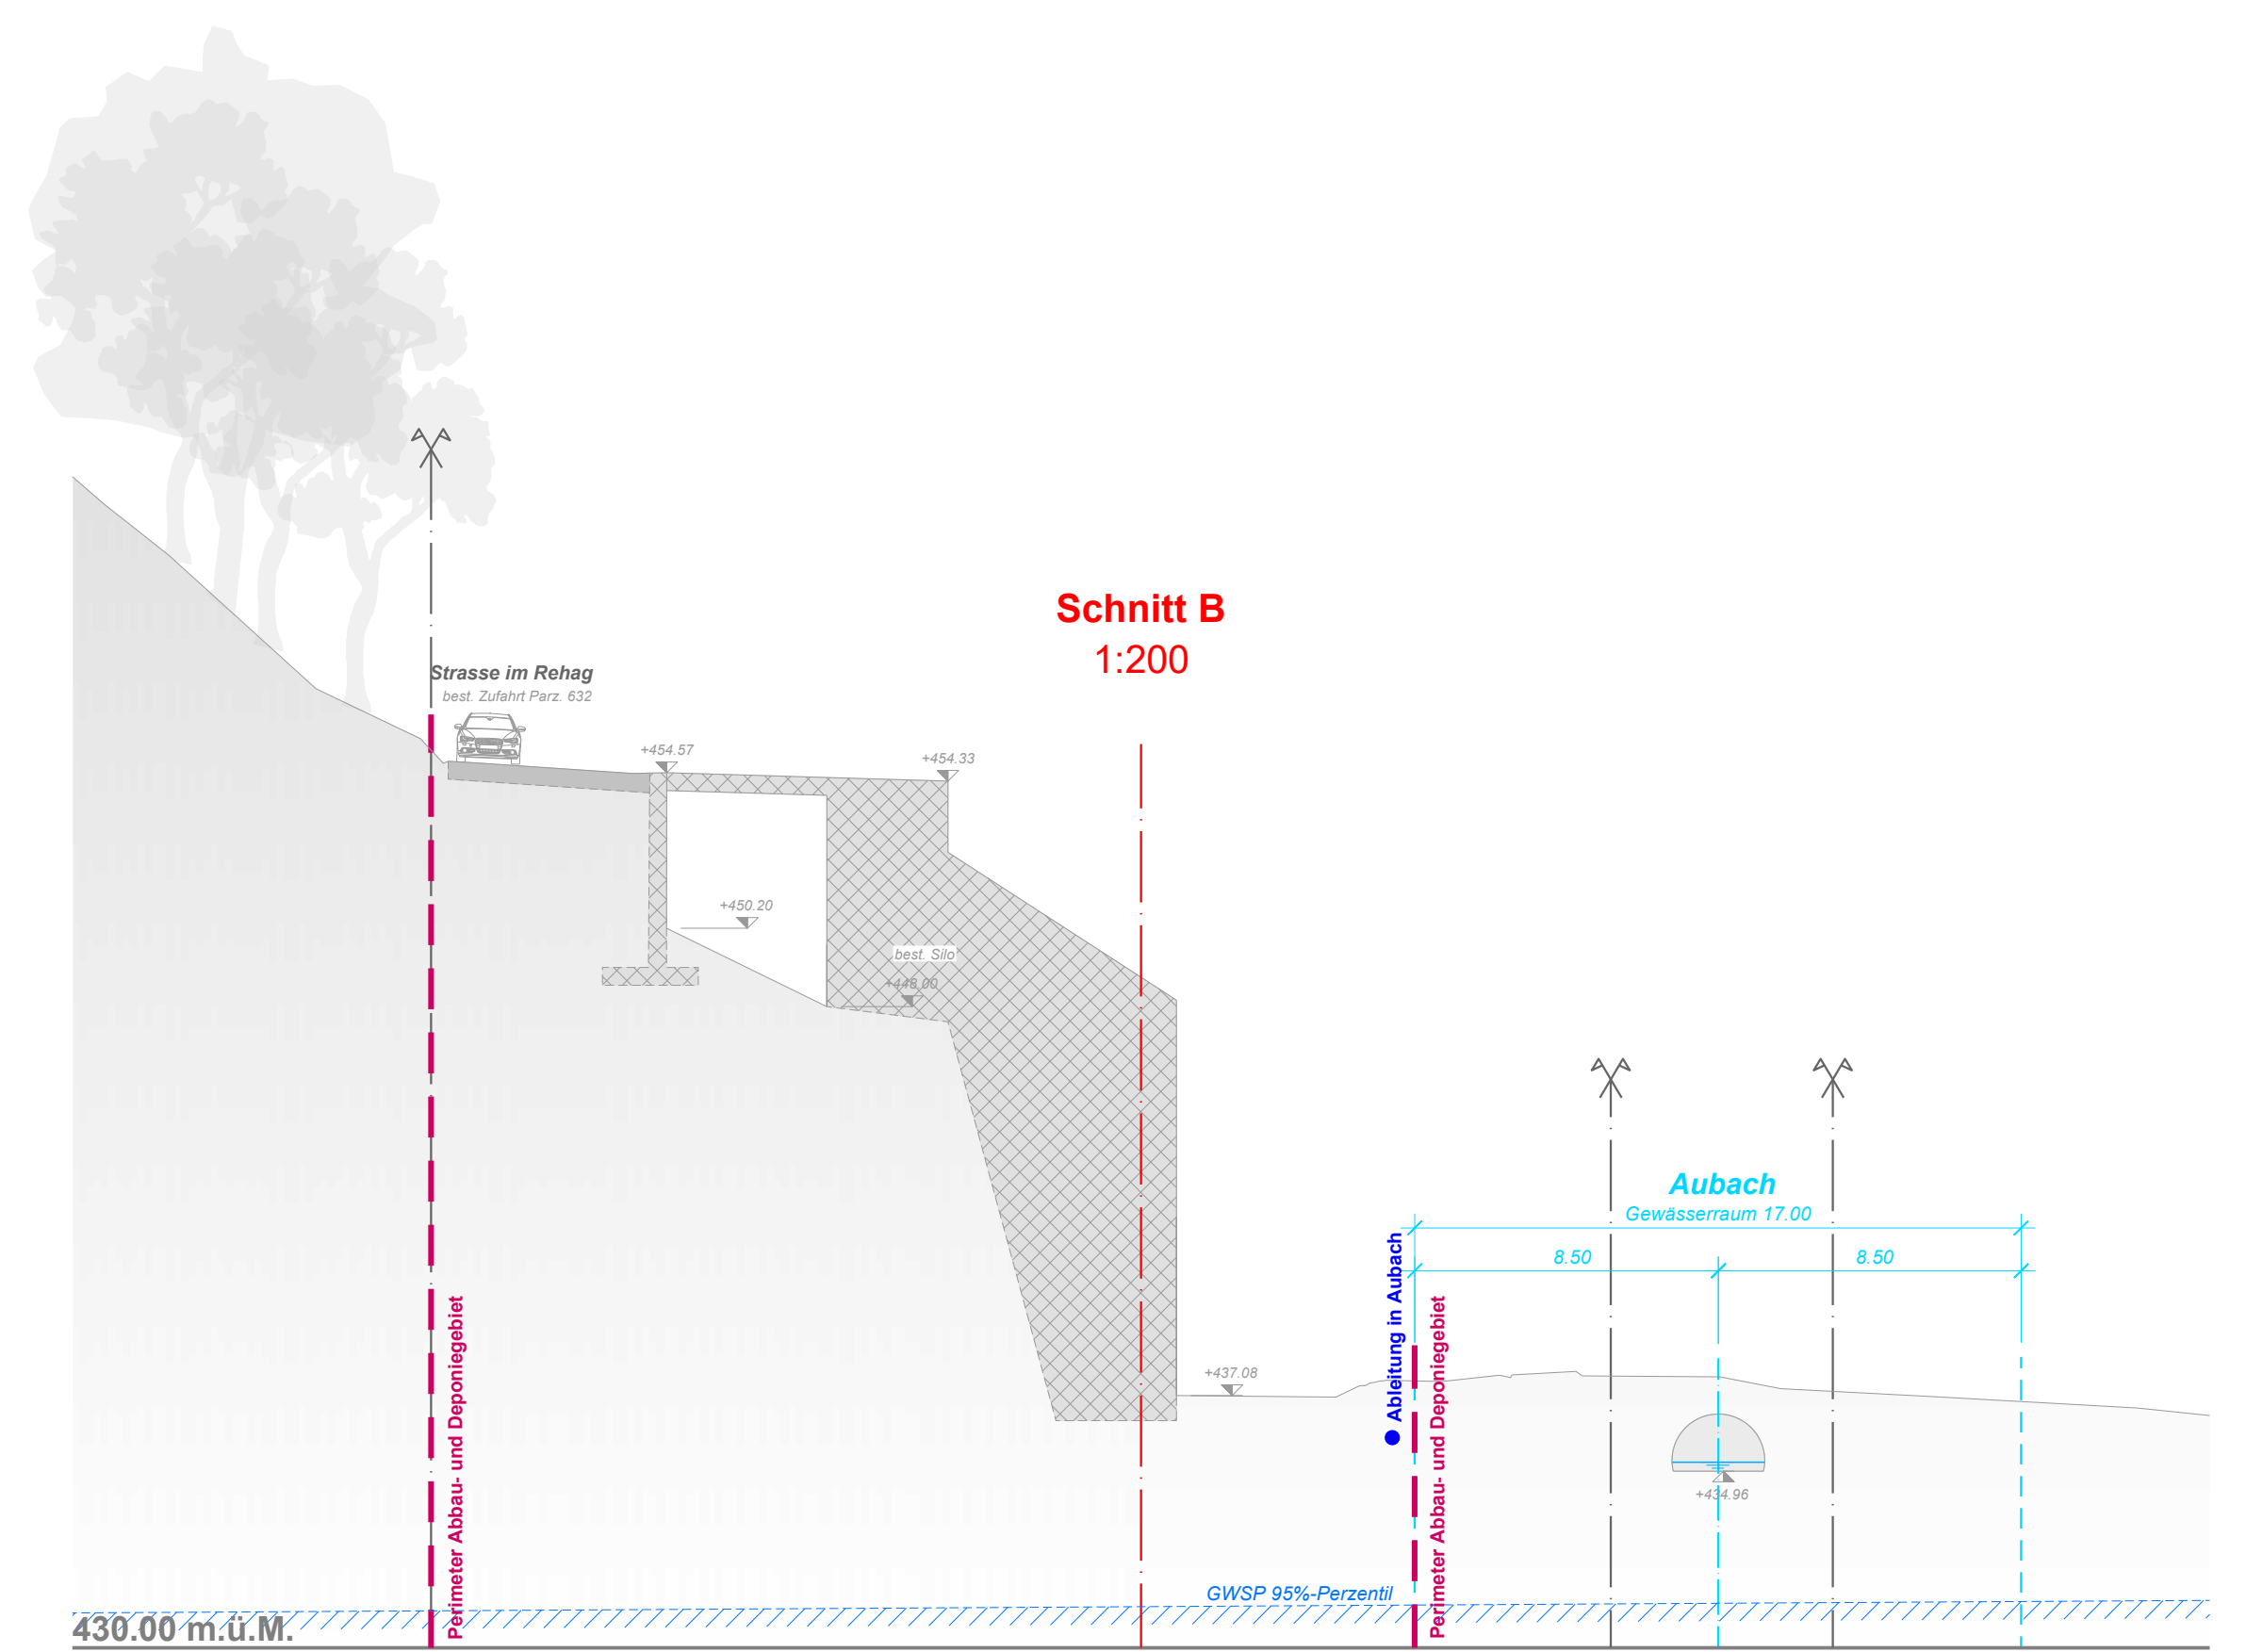 Schnitt B
1:200
Strasse im Rehag
best. Zufahrt Parz. 632
+454.57
+454.33
+450.20
best. Silo
+448.00
Aubach
Gewässerraum 17.00
8.50
8.50
Ableitung in Aubach
Perimeter Abbau- und Deponiegebiet
Perimeter Abbau- und Deponiegebiet
+437.08
+434.96
GWSP 95%-Perzentil
430.00 m.ü.M.